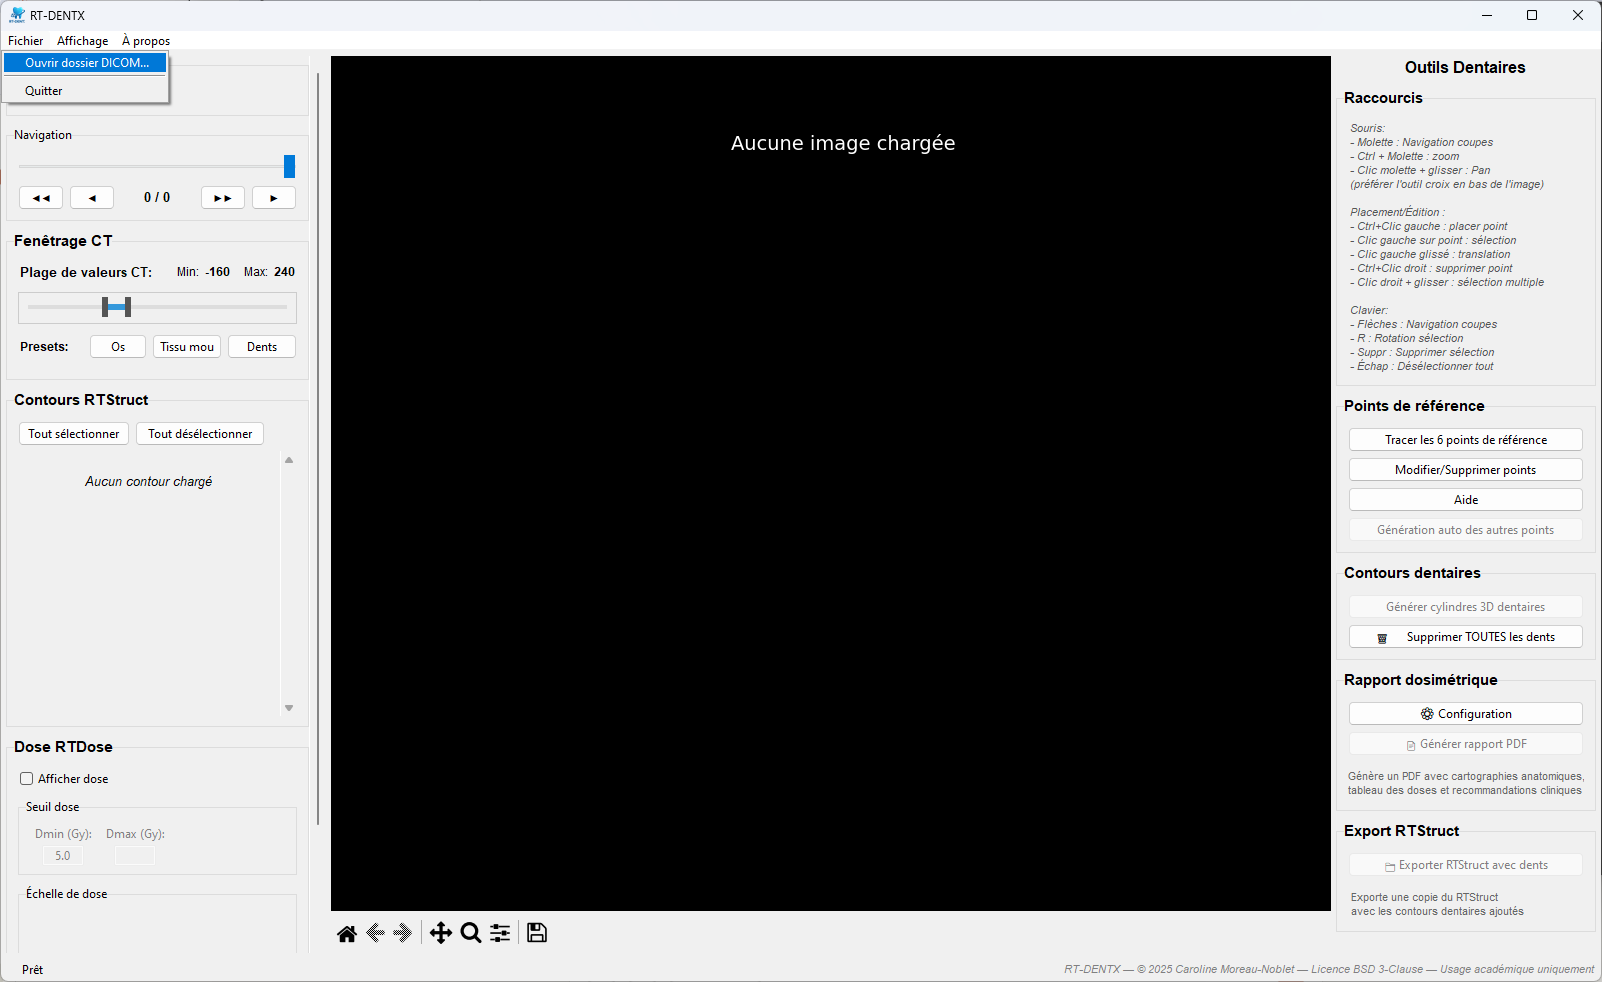 RT-DENTX
Fichier Affichage À propos
Ouvrir dossier DICOM...
Quitter
Navigation
0 / 0
Fenêtrage CT
Plage de valeurs CT: Min: -160 Max: 240
Presets: Os Tissu mou Dents
Contours RTStruct
Tout sélectionner Tout désélectionner
Aucun contour chargé
Dose RTDose
Afficher dose
Seuil dose
Dmin (Gy): Dmax (Gy):
5.0
Échelle de dose
Prêt
Aucune image chargée
Outils Dentaires
Raccourcis
Souris:
- Molette : Navigation coupes
- Ctrl + Molette : zoom
- Clic molette + glisser : Pan
(préférer l'outil croix en bas de l'image)
Placement/Édition :
- Ctrl+Clic gauche : placer point
- Clic gauche sur point : sélection
- Clic gauche glissé : translation
- Ctrl+Clic droit : supprimer point
- Clic droit + glisser : sélection multiple
Clavier:
- Flèches : Navigation coupes
- R : Rotation sélection
- Suppr : Supprimer sélection
- Échap : Désélectionner tout
Points de référence
Tracer les 6 points de référence
Modifier/Supprimer points
Aide
Génération auto des autres points
Contours dentaires
Générer cylindres 3D dentaires
Supprimer TOUTES les dents
Rapport dosimétrique
Configuration
Générer rapport PDF
Génère un PDF avec cartographies anatomiques,
tableau des doses et recommandations cliniques
Export RTStruct
Exporter RTStruct avec dents
Exporte une copie du RTStruct
avec les contours dentaires ajoutés
RT-DENTX — © 2025 Caroline Moreau-Noblet — Licence BSD 3-Clause — Usage académique uniquement